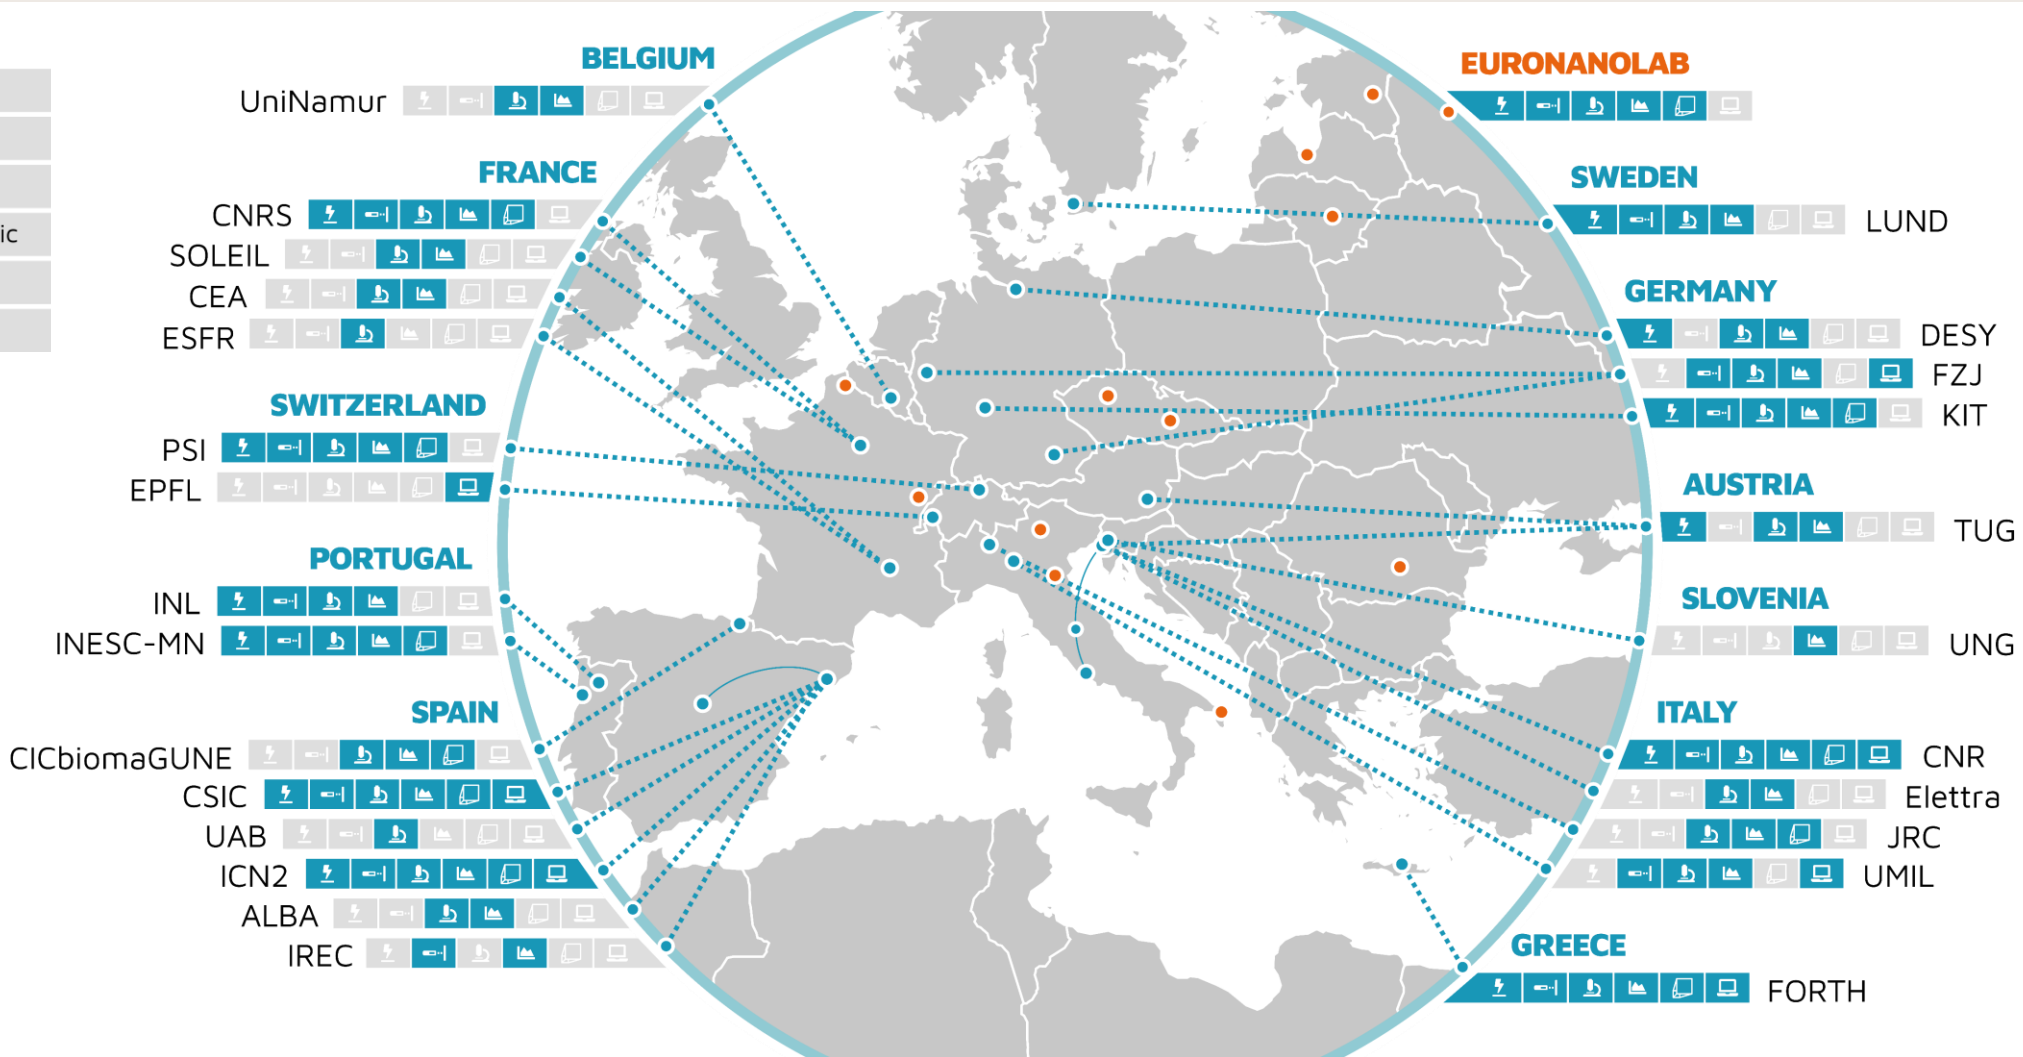 ic
BELGIUM
UniNamur
FRANCE
CNRS
SOLEIL
CEA
ESFR
SWITZERLAND
PSI
EPFL
PORTUGAL
INL
INESC-MN
SPAIN
CICbiomaGUNE
CSIC
UAB
ICN2
ALBA
IREC
EURONANOLAB
SWEDEN
LUND
GERMANY
DESY
FZJ
KIT
AUSTRIA
TUG
SLOVENIA
UNG
ITALY
CNR
Elettra
JRC
UMIL
GREECE
FORTH